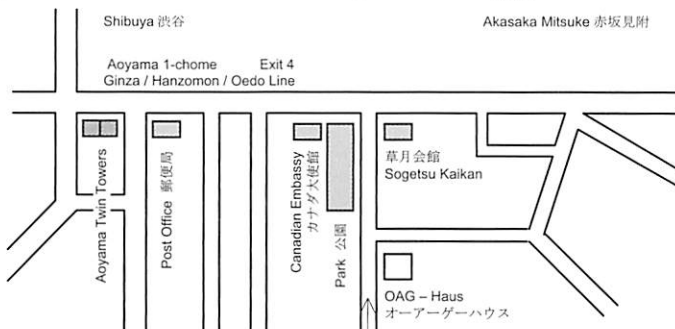 Shibuya 渋谷
Akasaka Mitsuke 赤坂見附
Aoyama 1-chome Exit 4
Ginza / Hanzomon / Oedo Line
Aoyama Twin Towers
Post Office 郵便局
Canadian Embassy
カナダ大使館
Park 公園
草月会館
Sogetsu Kaikan
OAG – Haus
オーアーゲーハウス